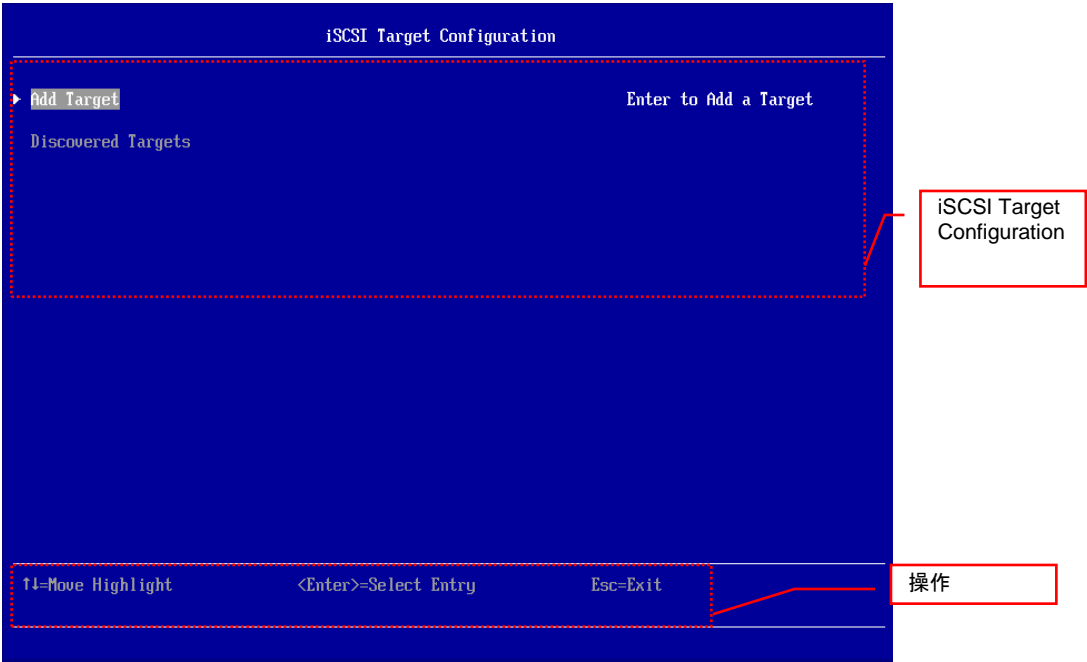 iSCSI Target Configuration
Add Target
Enter to Add a Target
Discovered Targets
iSCSI Target
Configuration
↑↓=Move Highlight
<Enter>=Select Entry
Esc=Exit
操作